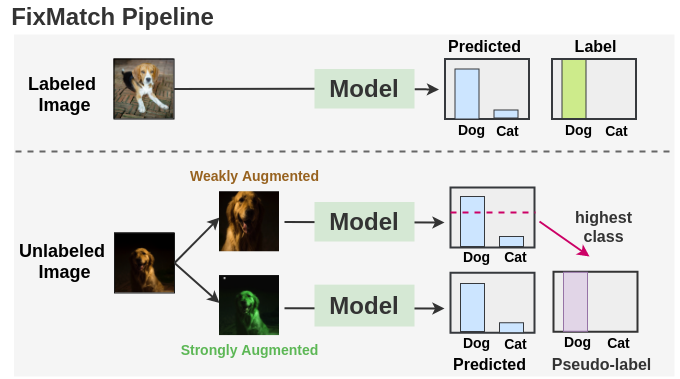 FixMatch Pipeline
Predicted
Label
Labeled
Image
Model
Dog
Cat
Dog
Cat
Weakly Augmented
Model
highest
class
Dog
Cat
Unlabeled
Image
Model
Dog
Cat
Dog
Cat
Strongly Augmented
Predicted
Pseudo-label